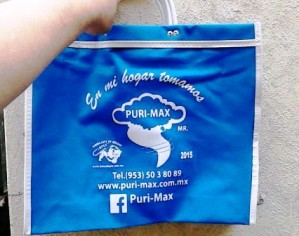 En mi hogar tomamos
PURI-MAX
MR.
2015
Tel.(953) 50 3 80 89
www.puri-max.com.mx
f Puri-Max